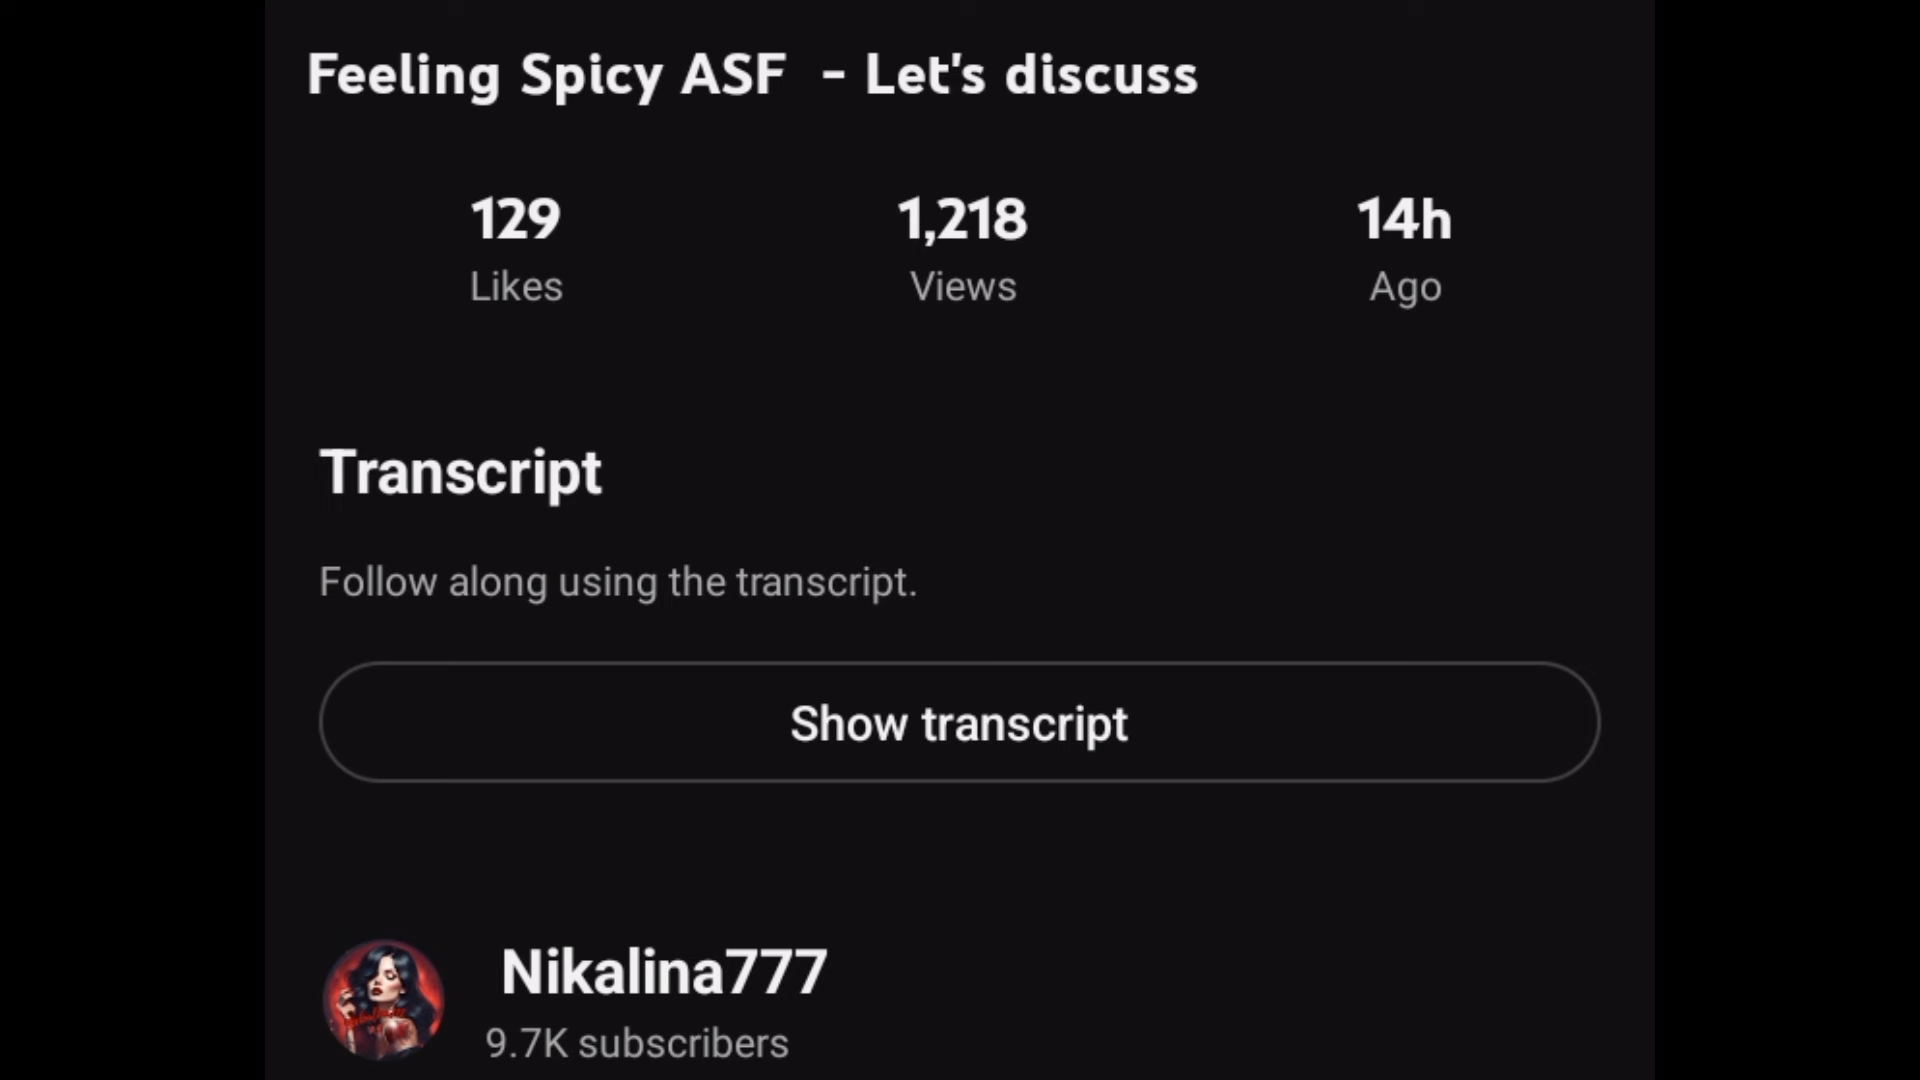 Feeling Spicy ASF - Let's discuss
129 1,218 14h
Likes Views Ago
Transcript
Follow along using the transcript.
Show transcript
Nikalina777
9.7K subscribers